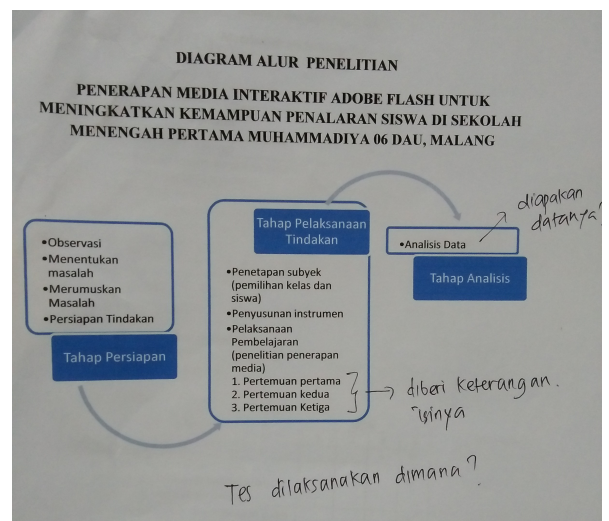 DIAGRAM ALUR PENELITIAN
PENERAPAN MEDIA INTERAKTIF ADOBE FLASH UNTUK
MENINGKATKAN KEMAMPUAN PENALARAN SISWA DI SEKOLAH
MENENGAH PERTAMA MUHAMMADIYA 06 DAU, MALANG
•Observasi
•Menentukan
masalah
•Merumuskan
Masalah
•Persiapan Tindakan
Tahap Persiapan
Tahap Pelaksanaan
Tindakan
•Penetapan subyek
(pemilihan kelas dan
siswa)
•Penyusunan instrumen
•Pelaksanaan
Pembelajaran
(penelitian penerapan
media)
1. Pertemuan pertama
2. Pertemuan kedua
3. Pertemuan Ketiga
•Analisis Data
Tahap Analisis
diapakan
datanya?
diberi keterangan.
isinya
Tes dilaksanakan dimana?